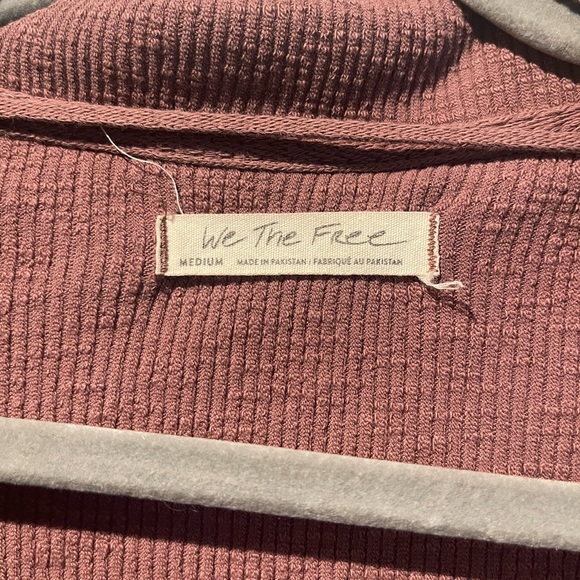 We The Free
MEDIUM MADE IN PAKISTAN / FABRIQUÉ AU PAKISTAN